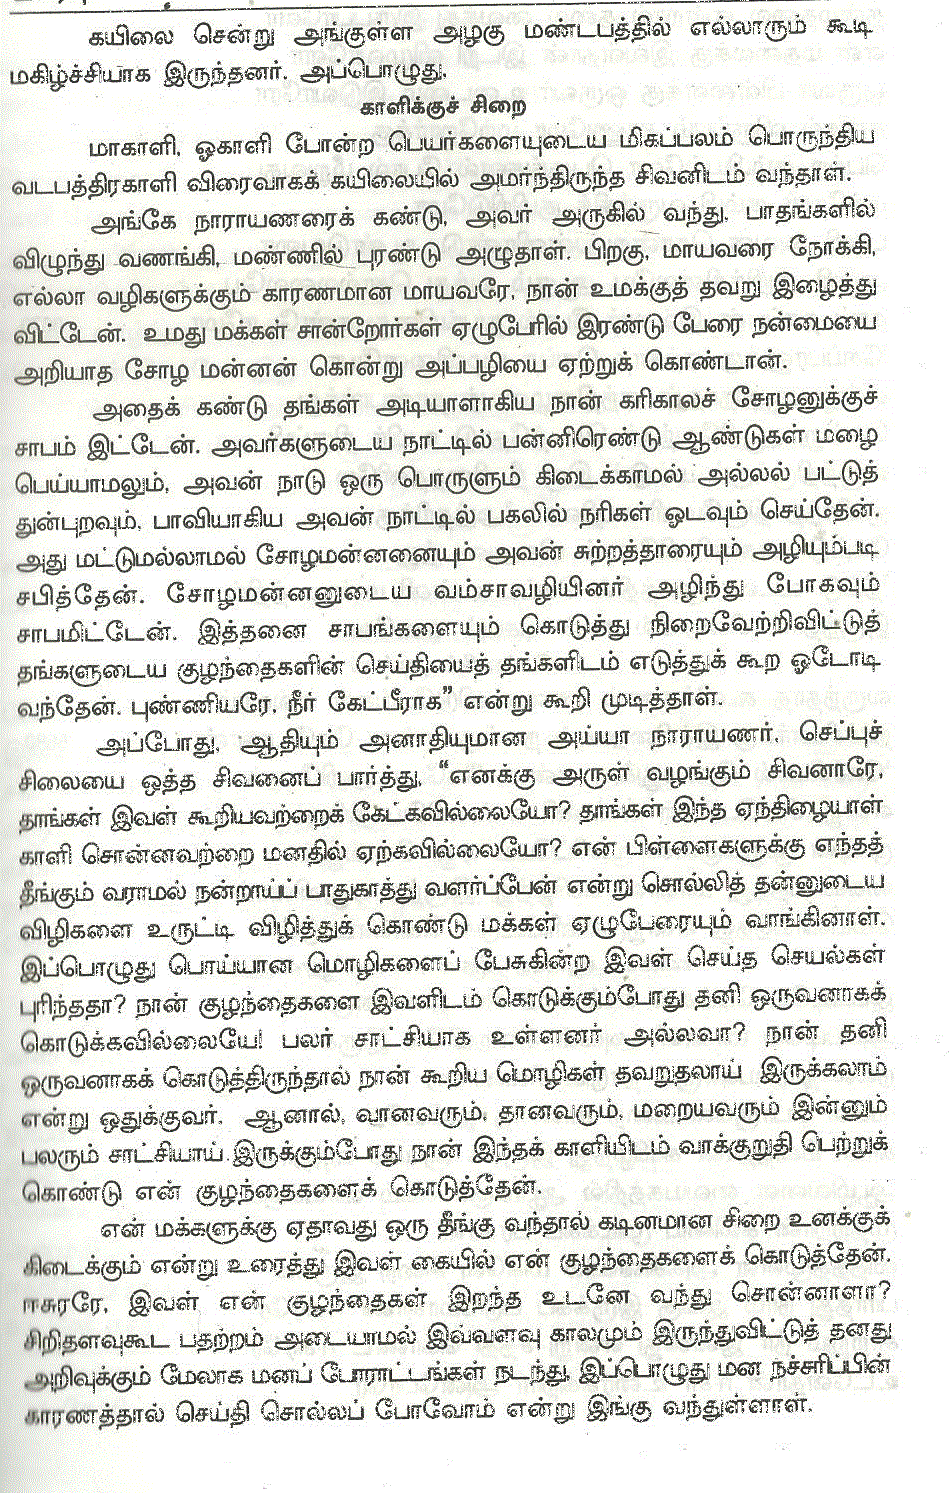 கயிலை சென்று அங்குள்ள அழகு மண்டபத்தில் எல்லாரும் கூடி
மகிழ்ச்சியாக இருந்தனர். அப்பொழுது,
காளிக்குச் சிறை
மாகாளி, ஓகாளி போன்ற பெயர்களையுடைய மிகப்பலம் பொருந்திய
வடபத்திரகாளி விரைவாகக் கயிலையில் அமர்ந்திருந்த சிவனிடம் வந்தாள்.
அங்கே நாராயணரைக் கண்டு, அவர் அருகில் வந்து, பாதங்களில்
விழுந்து வணங்கி, மண்ணில் புரண்டு அழுதாள். பிறகு, மாயவரை நோக்கி,
எல்லா வழிகளுக்கும் காரணமான மாயவரே, நான் உமக்குத் தவறு இழைத்து
விட்டேன். உமது மக்கள் சான்றோர்கள் ஏழுபேரில் இரண்டு பேரை நன்மையை
அறியாத சோழ மன்னன் கொன்று அப்பழியை ஏற்றுக் கொண்டான்.
அதைக் கண்டு தங்கள் அடியாளாகிய நான் கரிகாலச் சோழனுக்குச்
சாபம் இட்டேன். அவர்களுடைய நாட்டில் பன்னிரெண்டு ஆண்டுகள் மழை
பெய்யாமலும், அவன் நாடு ஒரு பொருளும் கிடைக்காமல் அல்லல் பட்டுத்
துன்புறவும், பாவியாகிய அவன் நாட்டில் பகலில் நரிகள் ஓடவும் செய்தேன்.
அது மட்டுமல்லாமல் சோழமன்னனையும் அவன் சுற்றத்தாரையும் அழியும்படி
சபித்தேன். சோழமன்னனுடைய வம்சாவழியினர் அழிந்து போகவும்
சாபமிட்டேன். இத்தனை சாபங்களையும் கொடுத்து நிறைவேற்றிவிட்டுத்
தங்களுடைய குழந்தைகளின் செய்தியைத் தங்களிடம் எடுத்துக் கூற ஓடோடி
வந்தேன். புண்ணியரே, நீர் கேட்பீராக” என்று கூறி முடித்தாள்.
அப்போது, ஆதியும் அனாதியுமான அய்யா நாராயணர், செப்புச்
சிலையை ஒத்த சிவனைப் பார்த்து, “எனக்கு அருள் வழங்கும் சிவனாரே,
தாங்கள் இவள் கூறியவற்றைக் கேட்கவில்லையோ? தாங்கள் இந்த ஏந்திழையாள்
காளி சொன்னவற்றை மனதில் ஏற்கவில்லையோ? என் பிள்ளைகளுக்கு எந்தத்
தீங்கும் வராமல் நன்றாய்ப் பாதுகாத்து வளர்ப்பேன் என்று சொல்லித் தன்னுடைய
விழிகளை உருட்டி விழித்துக் கொண்டு மக்கள் ஏழுபேரையும் வாங்கினாள்.
இப்பொழுது பொய்யான மொழிகளைப் பேசுகின்ற இவள் செய்த செயல்கள்
புரிந்ததா? நான் குழந்தைகளை இவளிடம் கொடுக்கும்போது தனி ஒருவனாகக்
கொடுக்கவில்லையே! பலர் சாட்சியாக உள்ளனர் அல்லவா? நான் தனி
ஒருவனாகக் கொடுத்திருந்தால் நான் கூறிய மொழிகள் தவறுதலாய் இருக்கலாம்
என்று ஒதுக்குவர். ஆனால், வானவரும், தானவரும், மறையவரும் இன்னும்
பலரும் சாட்சியாய் இருக்கும்போது நான் இந்தக் காளியிடம் வாக்குறுதி பெற்றுக்
கொண்டு என் குழந்தைகளைக் கொடுத்தேன்.
என் மக்களுக்கு ஏதாவது ஒரு தீங்கு வந்தால் கடினமான சிறை உனக்குக்
கிடைக்கும் என்று உரைத்து இவள் கையில் என் குழந்தைகளைக் கொடுத்தேன்.
ஈசுரரே, இவள் என் குழந்தைகள் இறந்த உடனே வந்து சொன்னாளா?
சிறிதளவுகூட பதற்றம் அடையாமல் இவ்வளவு காலமும் இருந்துவிட்டுத் தனது
அறிவுக்கும் மேலாக மனப் போராட்டங்கள் நடந்து, இப்பொழுது மன நச்சரிப்பின்
காரணத்தால் செய்தி சொல்லப் போவோம் என்று இங்கு வந்துள்ளாள்.